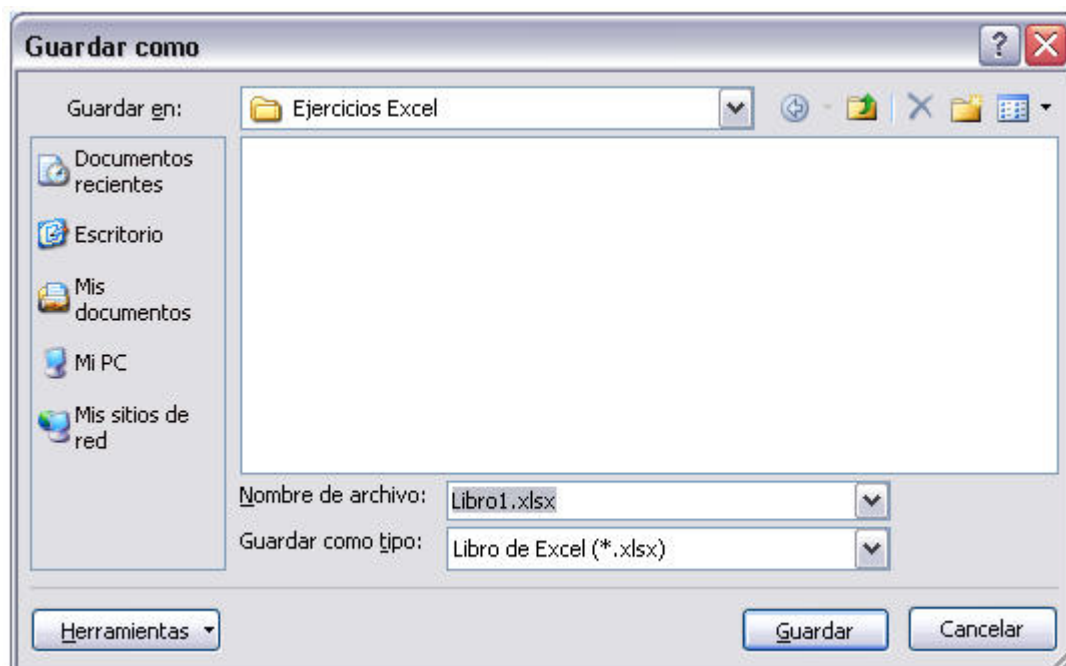 Guardar como
Guardar en:
Ejercicios Excel
Documentos
recientes
Escritorio
Mis
documentos
Mi PC
Mis sitios de
red
Nombre de archivo:
Libro1.xlsx
Guardar como tipo:
Libro de Excel (*.xlsx)
Herramientas
Guardar
Cancelar